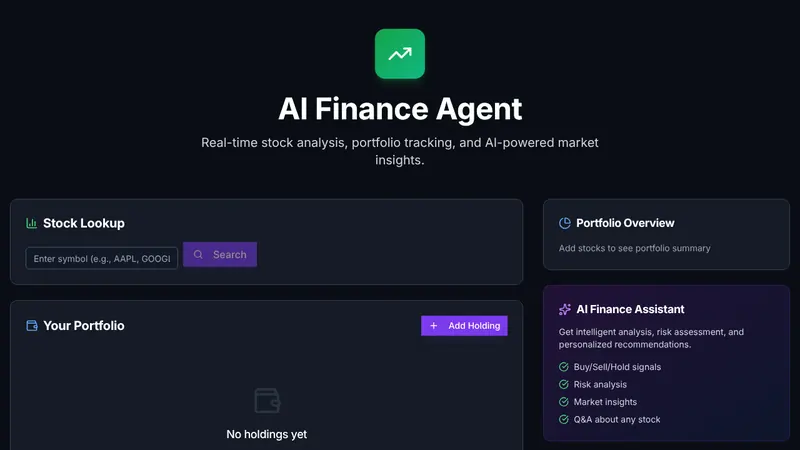 AI Finance Agent
Real-time stock analysis, portfolio tracking, and AI-powered market
insights.
Stock Lookup
Enter symbol (e.g., AAPL, GOOGL
Search
Your Portfolio
+ Add Holding
No holdings yet
Portfolio Overview
Add stocks to see portfolio summary
AI Finance Assistant
Get intelligent analysis, risk assessment, and
personalized recommendations.
Buy/Sell/Hold signals
Risk analysis
Market insights
Q&A about any stock